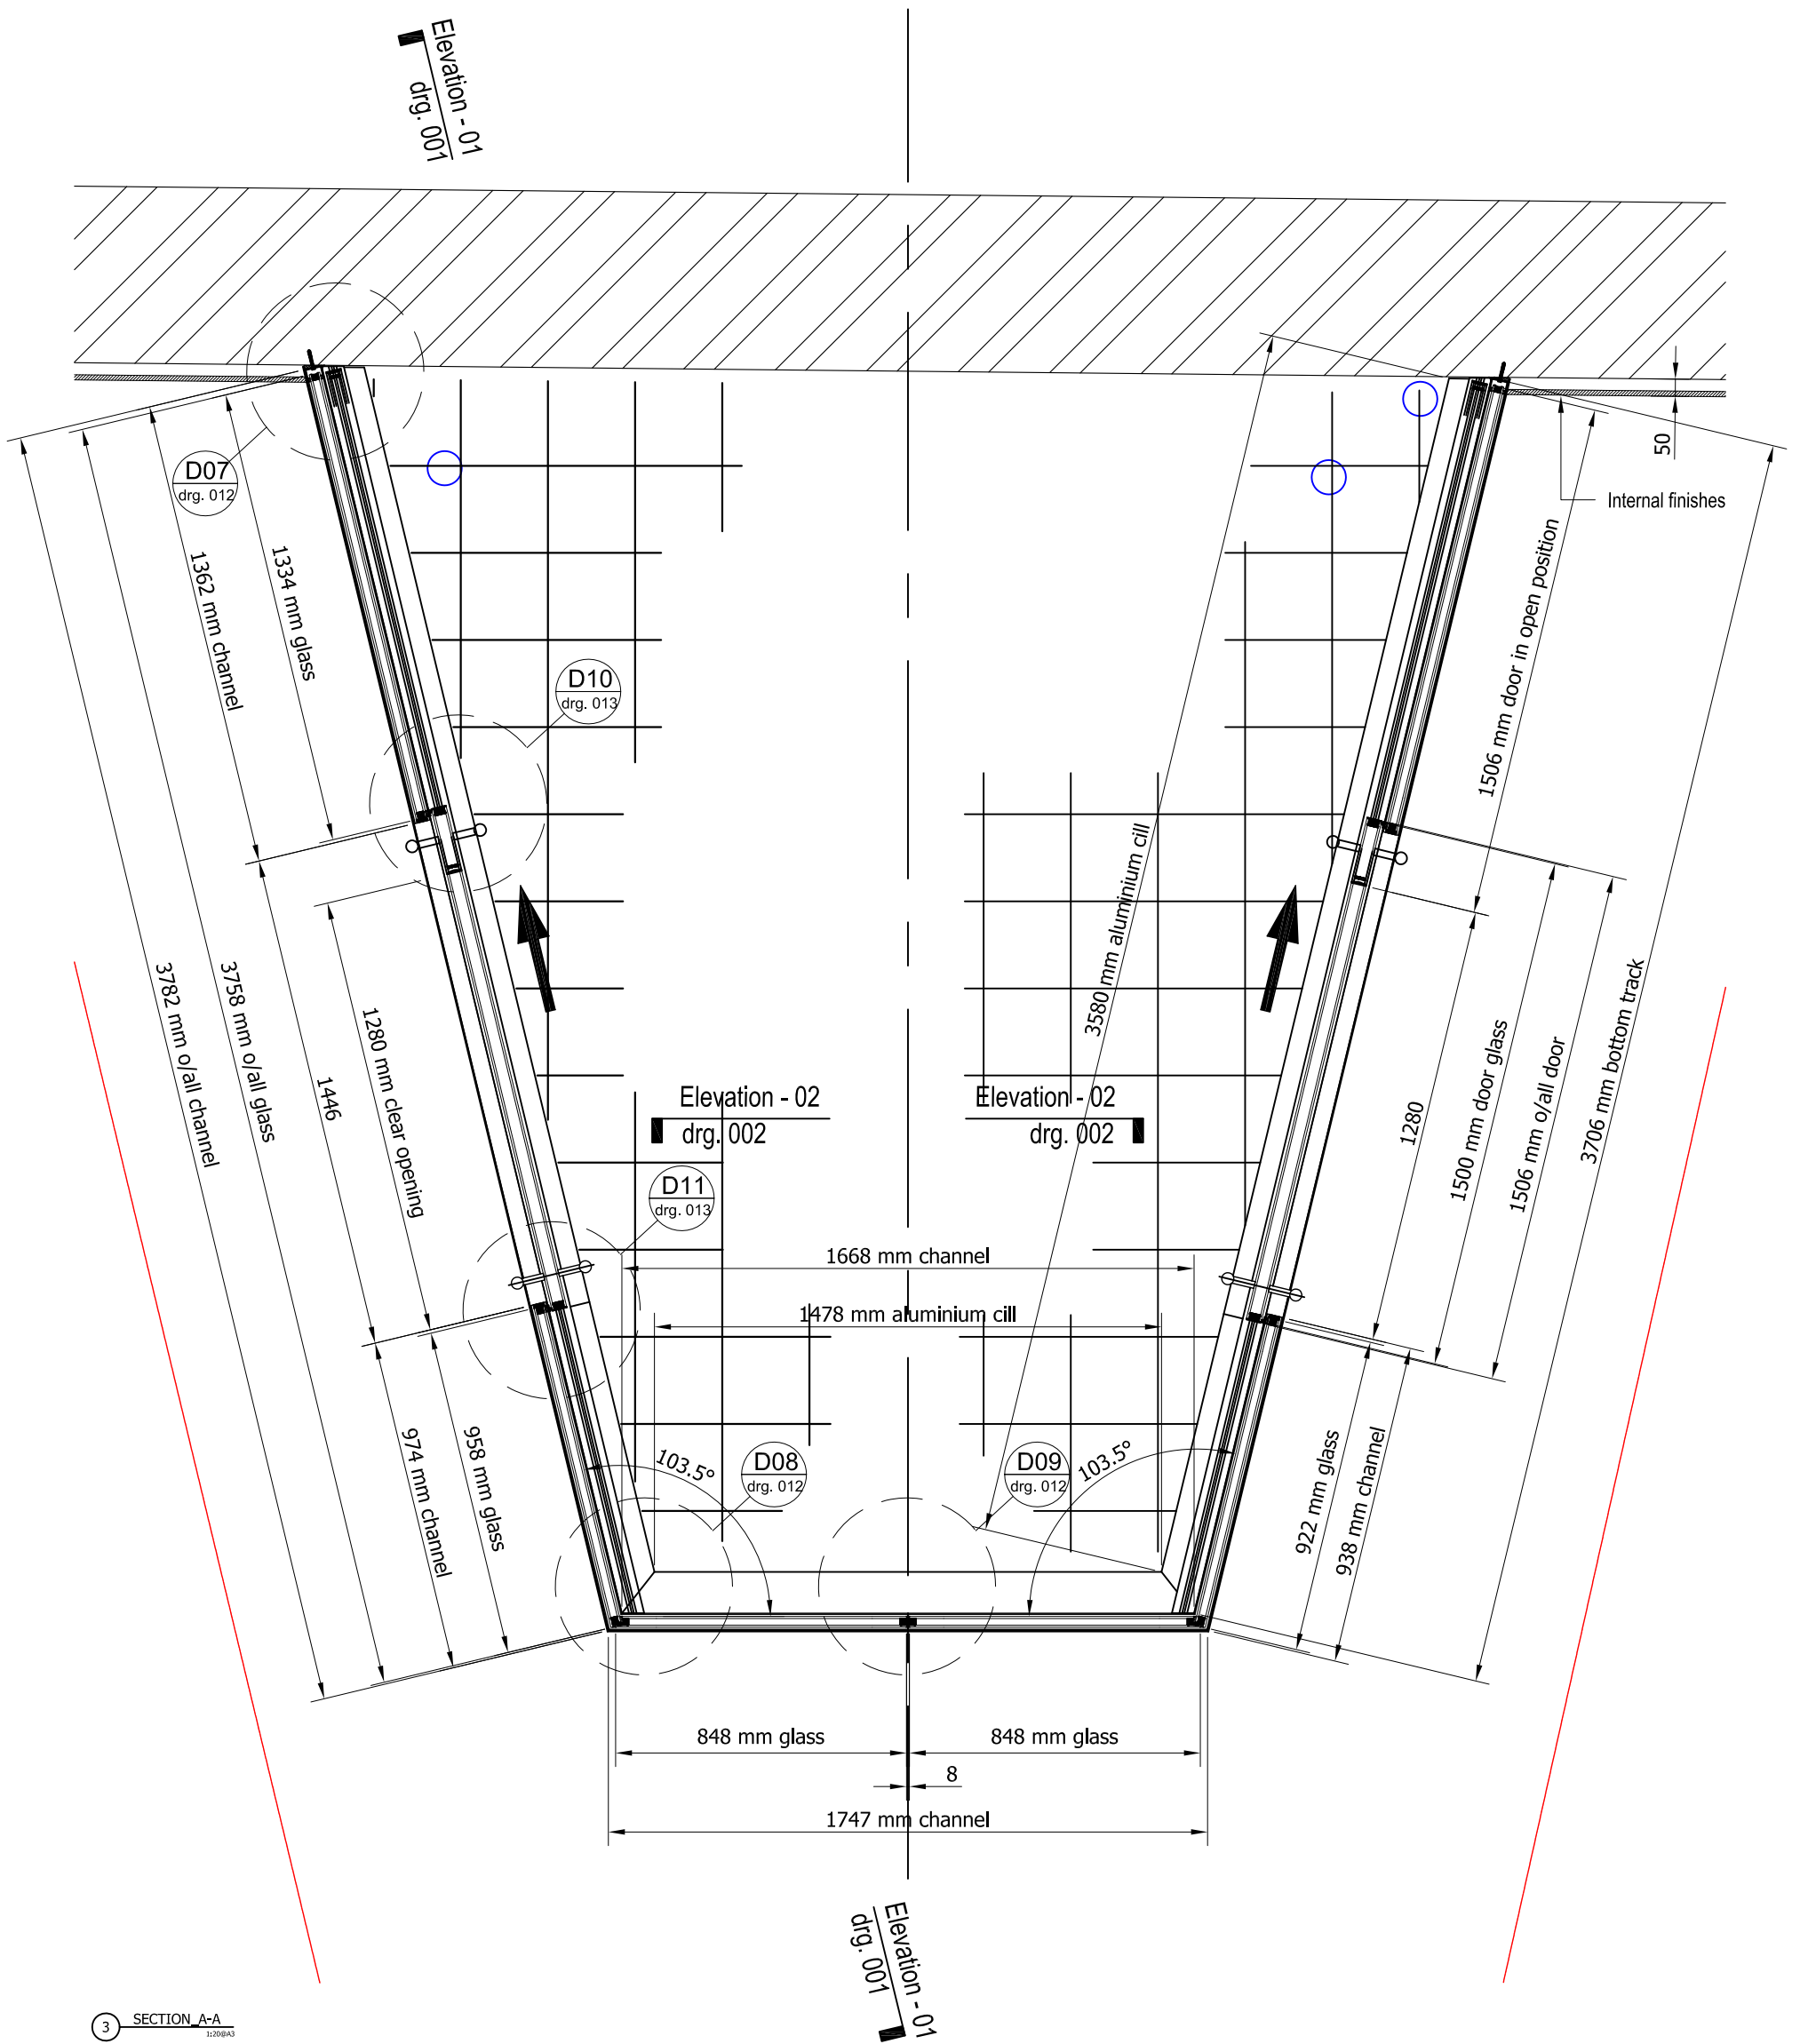 Elevation - 01
drg. 001
50
Internal finishes
D07
drg. 012
1362 mm channel
1334 mm glass
1506 mm door in open position
D10
drg. 013
3580 mm aluminium cill
3782 mm o/all channel
3758 mm o/all glass
1446
1280 mm clear opening
1280
1500 mm door glass
1506 mm o/all door
3706 mm bottom track
Elevation - 02
drg. 002
Elevation - 02
drg. 002
D11
drg. 013
1668 mm channel
1478 mm aluminium cill
974 mm channel
958 mm glass
103.5°
D08
drg. 012
D09
drg. 012
103.5°
922 mm glass
938 mm channel
848 mm glass
848 mm glass
8
1747 mm channel
Elevation - 01
drg. 001
3
SECTION_A-A
1:20@A3